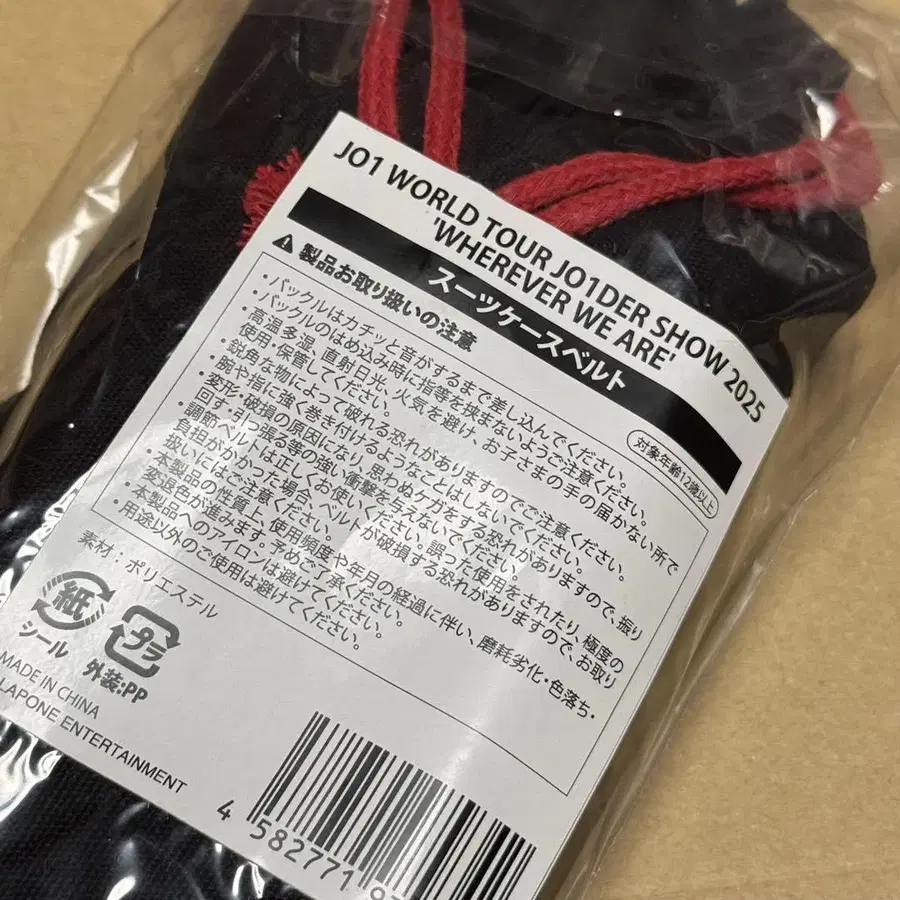 JO1 WORLD TOUR JO1DER SHOW 2025
'WHEREVER WE ARE'
スーツケースベルト
製品お取り扱いの注意
対象年齢12歳以上
・バックルはカチッと音がするまで差し込んでください。
・バックルのはめ込み時に指等を挟まないようご注意ください。
・高温多湿、直射日光、火気を避け、お子さまの手の届かない所で
使用・保管してください。
・鋭角な物によって破れる恐れがありますのでご注意ください。
・腕や指に強く巻き付けるようなことはしないでください。
変形・破損の原因になり、思わぬケガをする恐れがありますので、振り
回す・引っ張る等の強い衝撃を与えないでください。
・調節ベルトは正しくお使いください。誤った使用をされたり、極度の
負担がかかった場合、ベルトが破損する恐れがありますので、お取り
扱いにはご注意ください。
・本製品の性質上、使用頻度や年月の経過に伴い、磨耗劣化・色落ち・
変退色が進みます。予めご了承ください。
・本製品へのアイロンは避けてください。
・用途以外のご使用は避けてください。
素材：ポリエステル
紙
シール
プラ
外装:PP
MADE IN CHINA
LAPONE ENTERTAINMENT
4 582771